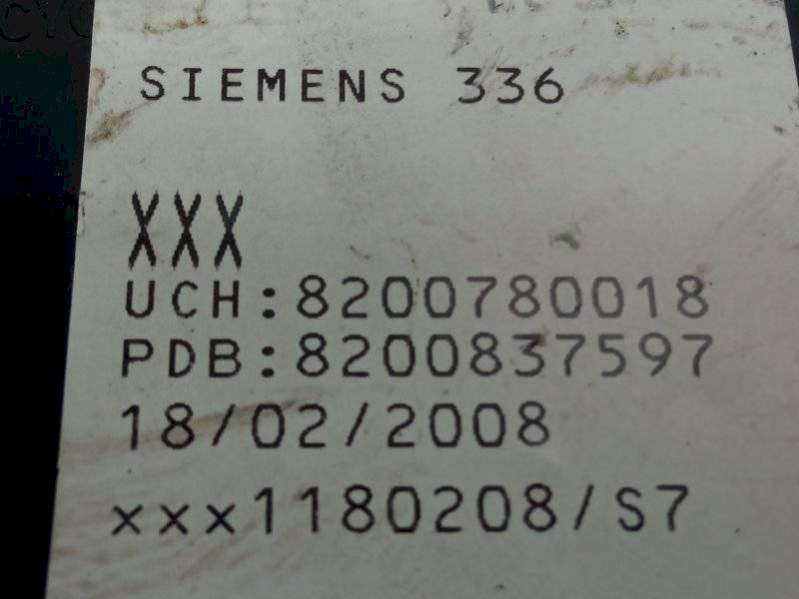 SIEMENS 336
XXX
UCH:8200780018
PDB:8200837597
18/02/2008
xxx1180208/S7